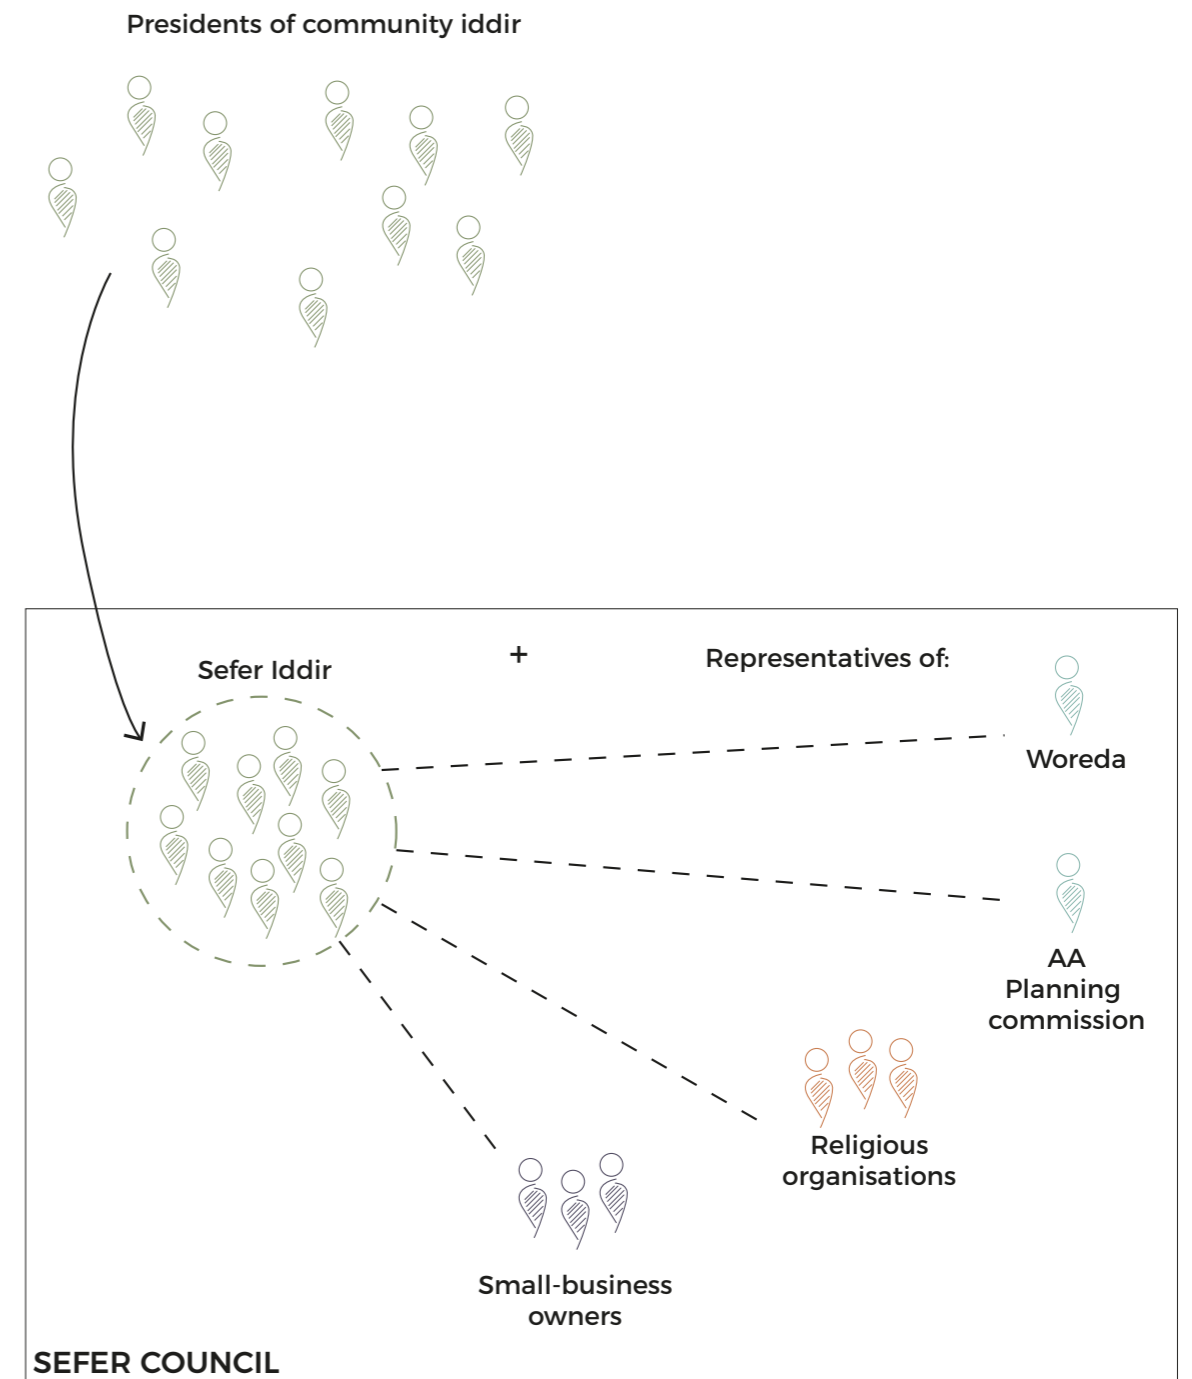 Presidents of community iddir
Sefer Iddir
+
Representatives of:
Woreda
AA
Planning
commission
Religious
organisations
Small-business
owners
SEFER COUNCIL